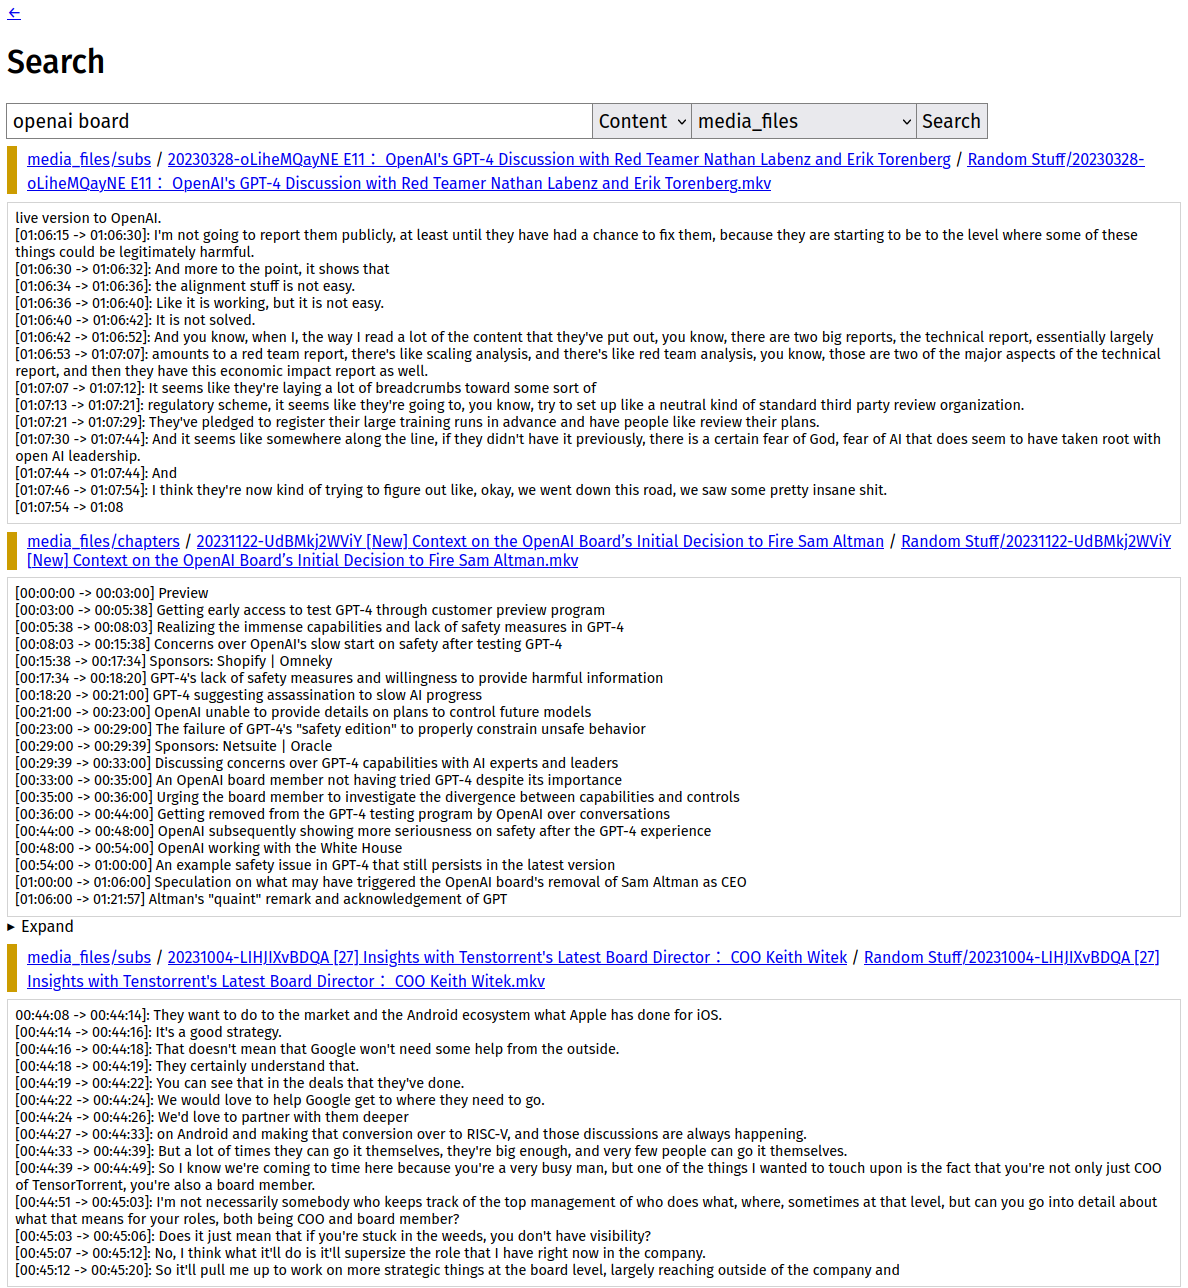 ←
Search
openai board Content media_files Search
media_files/subs / 20230328-oLiheMQayNE E11： OpenAI's GPT-4 Discussion with Red Teamer Nathan Labenz and Erik Torenberg / Random Stuff/20230328-
oLiheMQayNE E11： OpenAI's GPT-4 Discussion with Red Teamer Nathan Labenz and Erik Torenberg.mkv
live version to OpenAI.
[01:06:15 -> 01:06:30]: I'm not going to report them publicly, at least until they have had a chance to fix them, because they are starting to be to the level where some of these
things could be legitimately harmful.
[01:06:30 -> 01:06:32]: And more to the point, it shows that
[01:06:34 -> 01:06:36]: the alignment stuff is not easy.
[01:06:36 -> 01:06:40]: Like it is working, but it is not easy.
[01:06:40 -> 01:06:42]: It is not solved.
[01:06:42 -> 01:06:52]: And you know, when I, the way I read a lot of the content that they've put out, you know, there are two big reports, the technical report, essentially largely
[01:06:53 -> 01:07:07]: amounts to a red team report, there's like scaling analysis, and there's like red team analysis, you know, those are two of the major aspects of the technical
report, and then they have this economic impact report as well.
[01:07:07 -> 01:07:12]: It seems like they're laying a lot of breadcrumbs toward some sort of
[01:07:13 -> 01:07:21]: regulatory scheme, it seems like they're going to, you know, try to set up like a neutral kind of standard third party review organization.
[01:07:21 -> 01:07:29]: They've pledged to register their large training runs in advance and have people like review their plans.
[01:07:30 -> 01:07:44]: And it seems like somewhere along the line, if they didn't have it previously, there is a certain fear of God, fear of AI that does seem to have taken root with
open AI leadership.
[01:07:44 -> 01:07:44]: And
[01:07:46 -> 01:07:54]: I think they're now kind of trying to figure out like, okay, we went down this road, we saw some pretty insane shit.
[01:07:54 -> 01:08
media_files/chapters / 20231122-UdBMkj2WViY [New] Context on the OpenAI Board’s Initial Decision to Fire Sam Altman / Random Stuff/20231122-UdBMkj2WViY
[New] Context on the OpenAI Board’s Initial Decision to Fire Sam Altman.mkv
[00:00:00 -> 00:03:00] Preview
[00:03:00 -> 00:05:38] Getting early access to test GPT-4 through customer preview program
[00:05:38 -> 00:08:03] Realizing the immense capabilities and lack of safety measures in GPT-4
[00:08:03 -> 00:15:38] Concerns over OpenAI's slow start on safety after testing GPT-4
[00:15:38 -> 00:17:34] Sponsors: Shopify | Omneky
[00:17:34 -> 00:18:20] GPT-4's lack of safety measures and willingness to provide harmful information
[00:18:20 -> 00:21:00] GPT-4 suggesting assassination to slow AI progress
[00:21:00 -> 00:23:00] OpenAI unable to provide details on plans to control future models
[00:23:00 -> 00:29:00] The failure of GPT-4's "safety edition" to properly constrain unsafe behavior
[00:29:00 -> 00:29:39] Sponsors: Netsuite | Oracle
[00:29:39 -> 00:33:00] Discussing concerns over GPT-4 capabilities with AI experts and leaders
[00:33:00 -> 00:35:00] An OpenAI board member not having tried GPT-4 despite its importance
[00:35:00 -> 00:36:00] Urging the board member to investigate the divergence between capabilities and controls
[00:36:00 -> 00:44:00] Getting removed from the GPT-4 testing program by OpenAI over conversations
[00:44:00 -> 00:48:00] OpenAI subsequently showing more seriousness on safety after the GPT-4 experience
[00:48:00 -> 00:54:00] OpenAI working with the White House
[00:54:00 -> 01:00:00] An example safety issue in GPT-4 that still persists in the latest version
[01:00:00 -> 01:06:00] Speculation on what may have triggered the OpenAI board's removal of Sam Altman as CEO
[01:06:00 -> 01:21:57] Altman's "quaint" remark and acknowledgement of GPT
▸ Expand
media_files/subs / 20231004-LIHJIXvBDQA [27] Insights with Tenstorrent's Latest Board Director： COO Keith Witek / Random Stuff/20231004-LIHJIXvBDQA [27]
Insights with Tenstorrent's Latest Board Director： COO Keith Witek.mkv
00:44:08 -> 00:44:14]: They want to do to the market and the Android ecosystem what Apple has done for iOS.
[00:44:14 -> 00:44:16]: It's a good strategy.
[00:44:16 -> 00:44:18]: That doesn't mean that Google won't need some help from the outside.
[00:44:18 -> 00:44:19]: They certainly understand that.
[00:44:19 -> 00:44:22]: You can see that in the deals that they've done.
[00:44:22 -> 00:44:24]: We would love to help Google get to where they need to go.
[00:44:24 -> 00:44:26]: We'd love to partner with them deeper
[00:44:27 -> 00:44:33]: on Android and making that conversion over to RISC-V, and those discussions are always happening.
[00:44:33 -> 00:44:39]: But a lot of times they can go it themselves, they're big enough, and very few people can go it themselves.
[00:44:39 -> 00:44:49]: So I know we're coming to time here because you're a very busy man, but one of the things I wanted to touch upon is the fact that you're not only just COO
of TensorTorrent, you're also a board member.
[00:44:51 -> 00:45:03]: I'm not necessarily somebody who keeps track of the top management of who does what, where, sometimes at that level, but can you go into detail about
what that means for your roles, both being COO and board member?
[00:45:03 -> 00:45:06]: Does it just mean that if you're stuck in the weeds, you don't have visibility?
[00:45:07 -> 00:45:12]: No, I think what it'll do is it'll supersize the role that I have right now in the company.
[00:45:12 -> 00:45:20]: So it'll pull me up to work on more strategic things at the board level, largely reaching outside of the company and